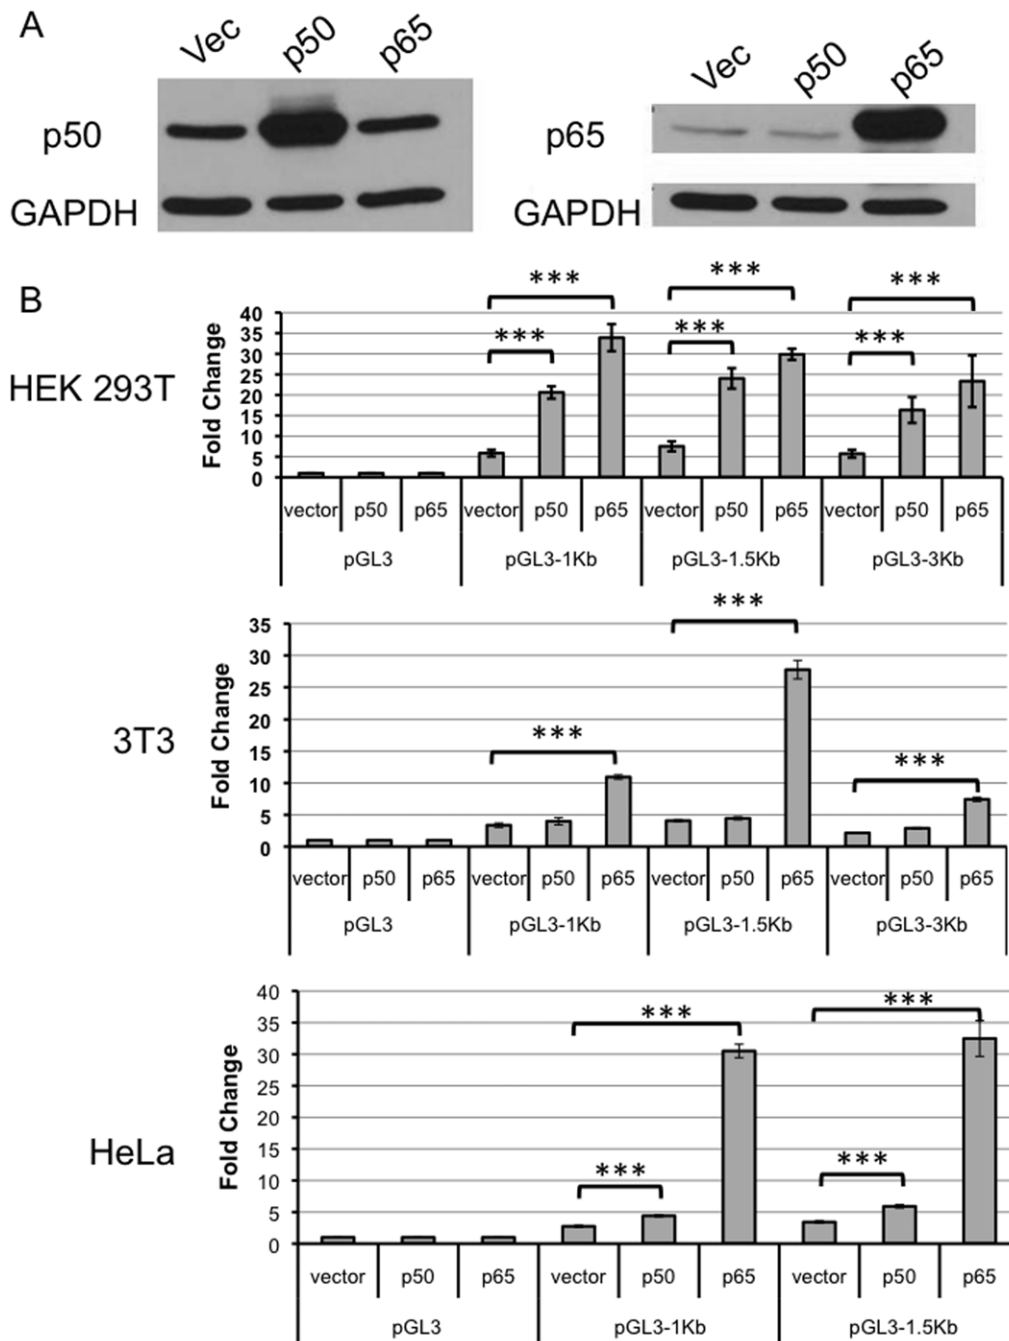 A
Vec p50 p65
Vec p50 p65
p50
p65
GAPDH
GAPDH
B
HEK 293T
Fold Change
40
35
30
25
20
15
10
5
0
*** *** *** *** *** ***
vector p50 p65 vector p50 p65 vector p50 p65 vector p50 p65
pGL3 pGL3-1Kb pGL3-1.5Kb pGL3-3Kb
3T3
Fold Change
35
30
25
20
15
10
5
0
*** *** ***
vector p50 p65 vector p50 p65 vector p50 p65 vector p50 p65
pGL3 pGL3-1Kb pGL3-1.5Kb pGL3-3Kb
HeLa
Fold Change
40
35
30
25
20
15
10
5
0
*** *** *** ***
vector p50 p65 vector p50 p65 vector p50 p65
pGL3 pGL3-1Kb pGL3-1.5Kb